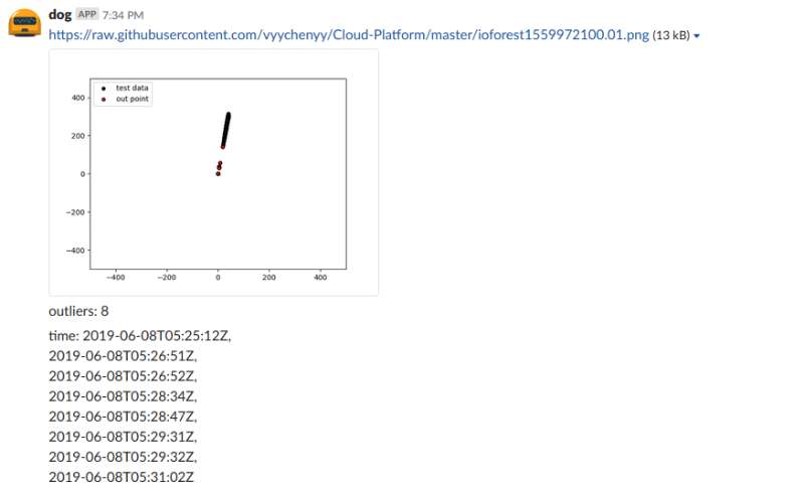 dog APP 7:34 PM
https://raw.githubusercontent.com/vyychenyy/Cloud-Platform/master/ioforest1559972100.01.png (13 kB)
test data
out point
400
200
0
−200
−400
−400 −200 0 200 400
outliers: 8
time: 2019-06-08T05:25:12Z,
2019-06-08T05:26:51Z,
2019-06-08T05:26:52Z,
2019-06-08T05:28:34Z,
2019-06-08T05:28:47Z,
2019-06-08T05:29:31Z,
2019-06-08T05:29:32Z,
2019-06-08T05:31:02Z